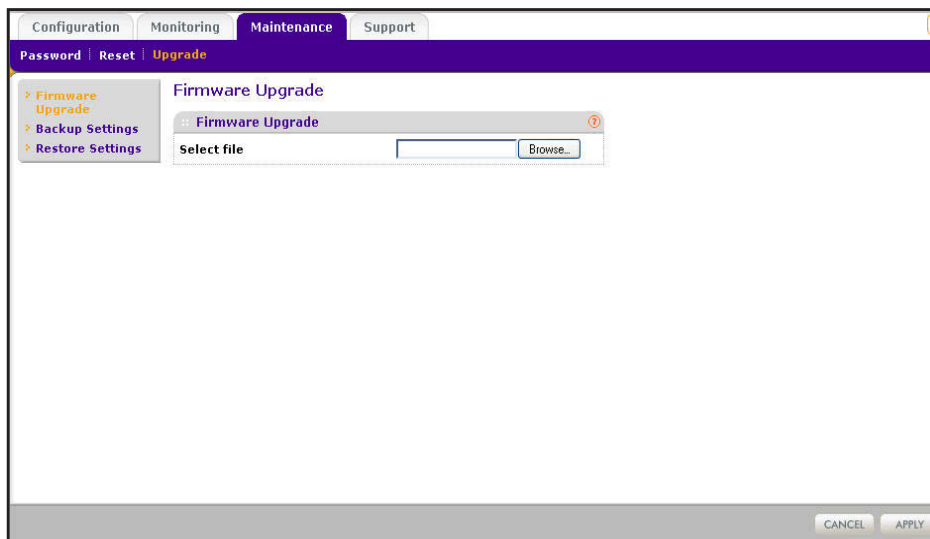 Configuration Monitoring Maintenance Support
Password Reset Upgrade
Firmware
Upgrade
Backup Settings
Restore Settings
Firmware Upgrade
Firmware Upgrade ?
Select file Browse...
CANCEL APPLY